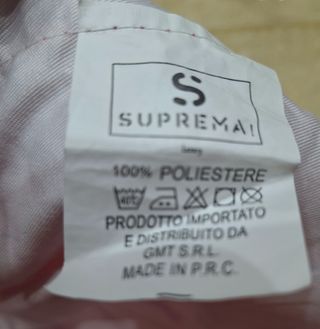 S
SUPREMA!
100% POLIESTERE
40°
PRODOTTO IMPORTATO
E DISTRIBUITO DA
GMT S.R.L.
MADE IN P.R.C.